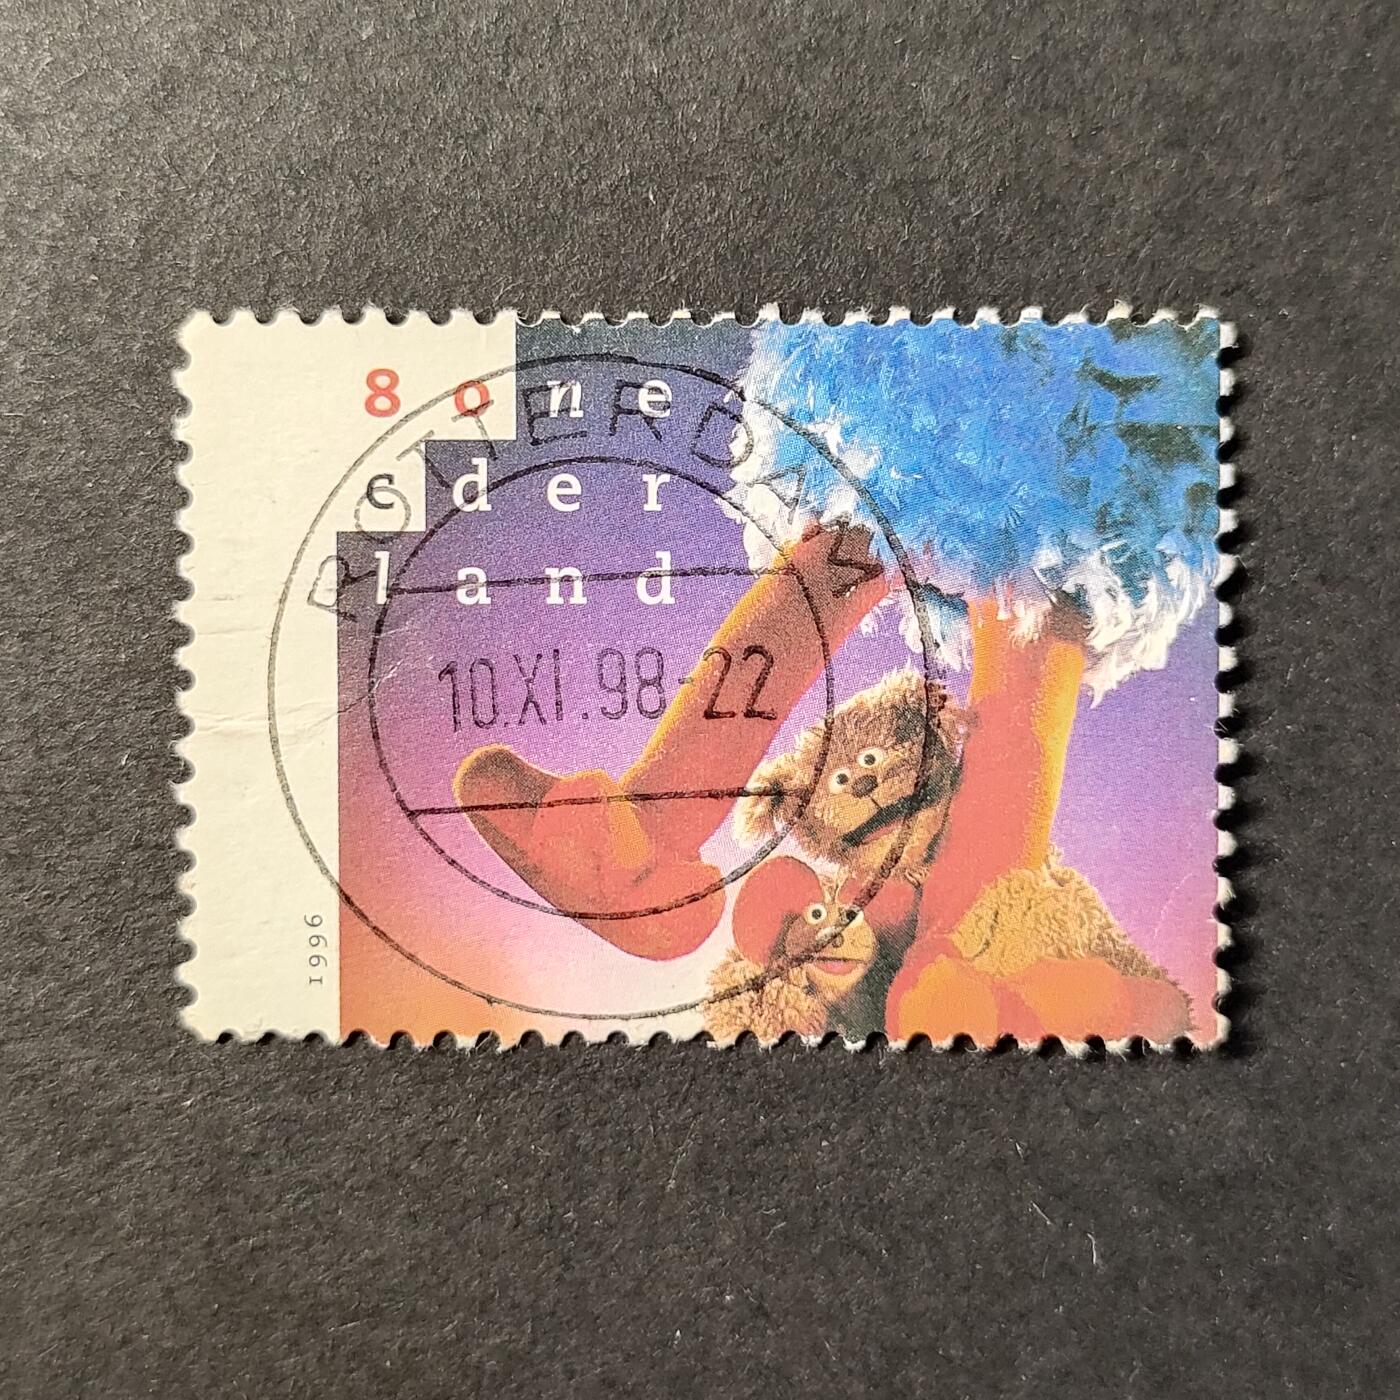 80 ne
c der
land
ROTTERDAM
10.XI.98-22
1996